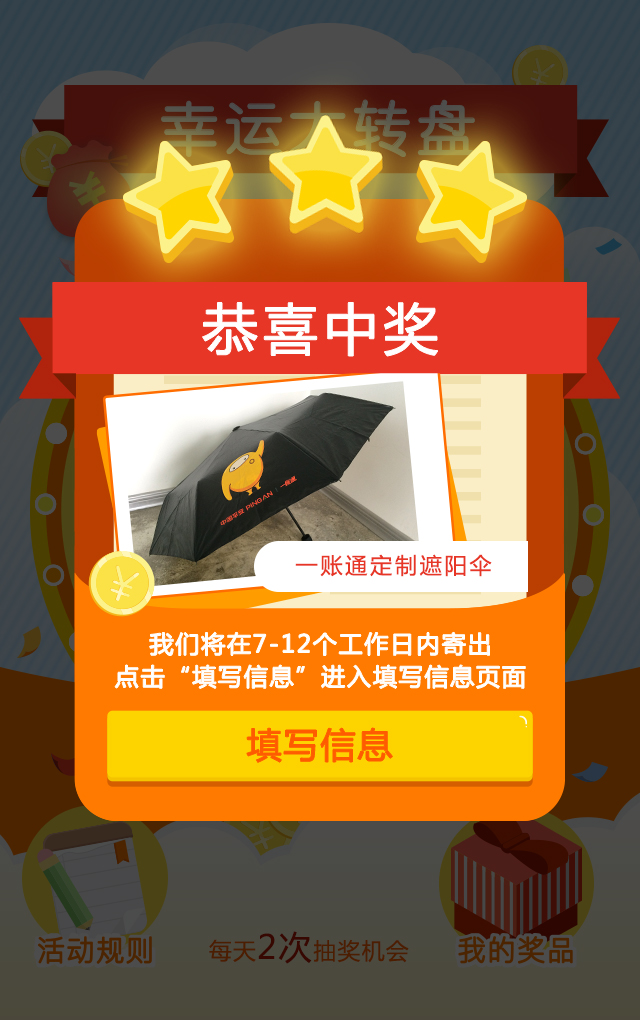 幸运大转盘
恭喜中奖
中国平安 PING AN 一账通
一账通定制遮阳伞
我们将在7-12个工作日内寄出
点击“填写信息”进入填写信息页面
填写信息
活动规则
每天2次抽奖机会
我的奖品